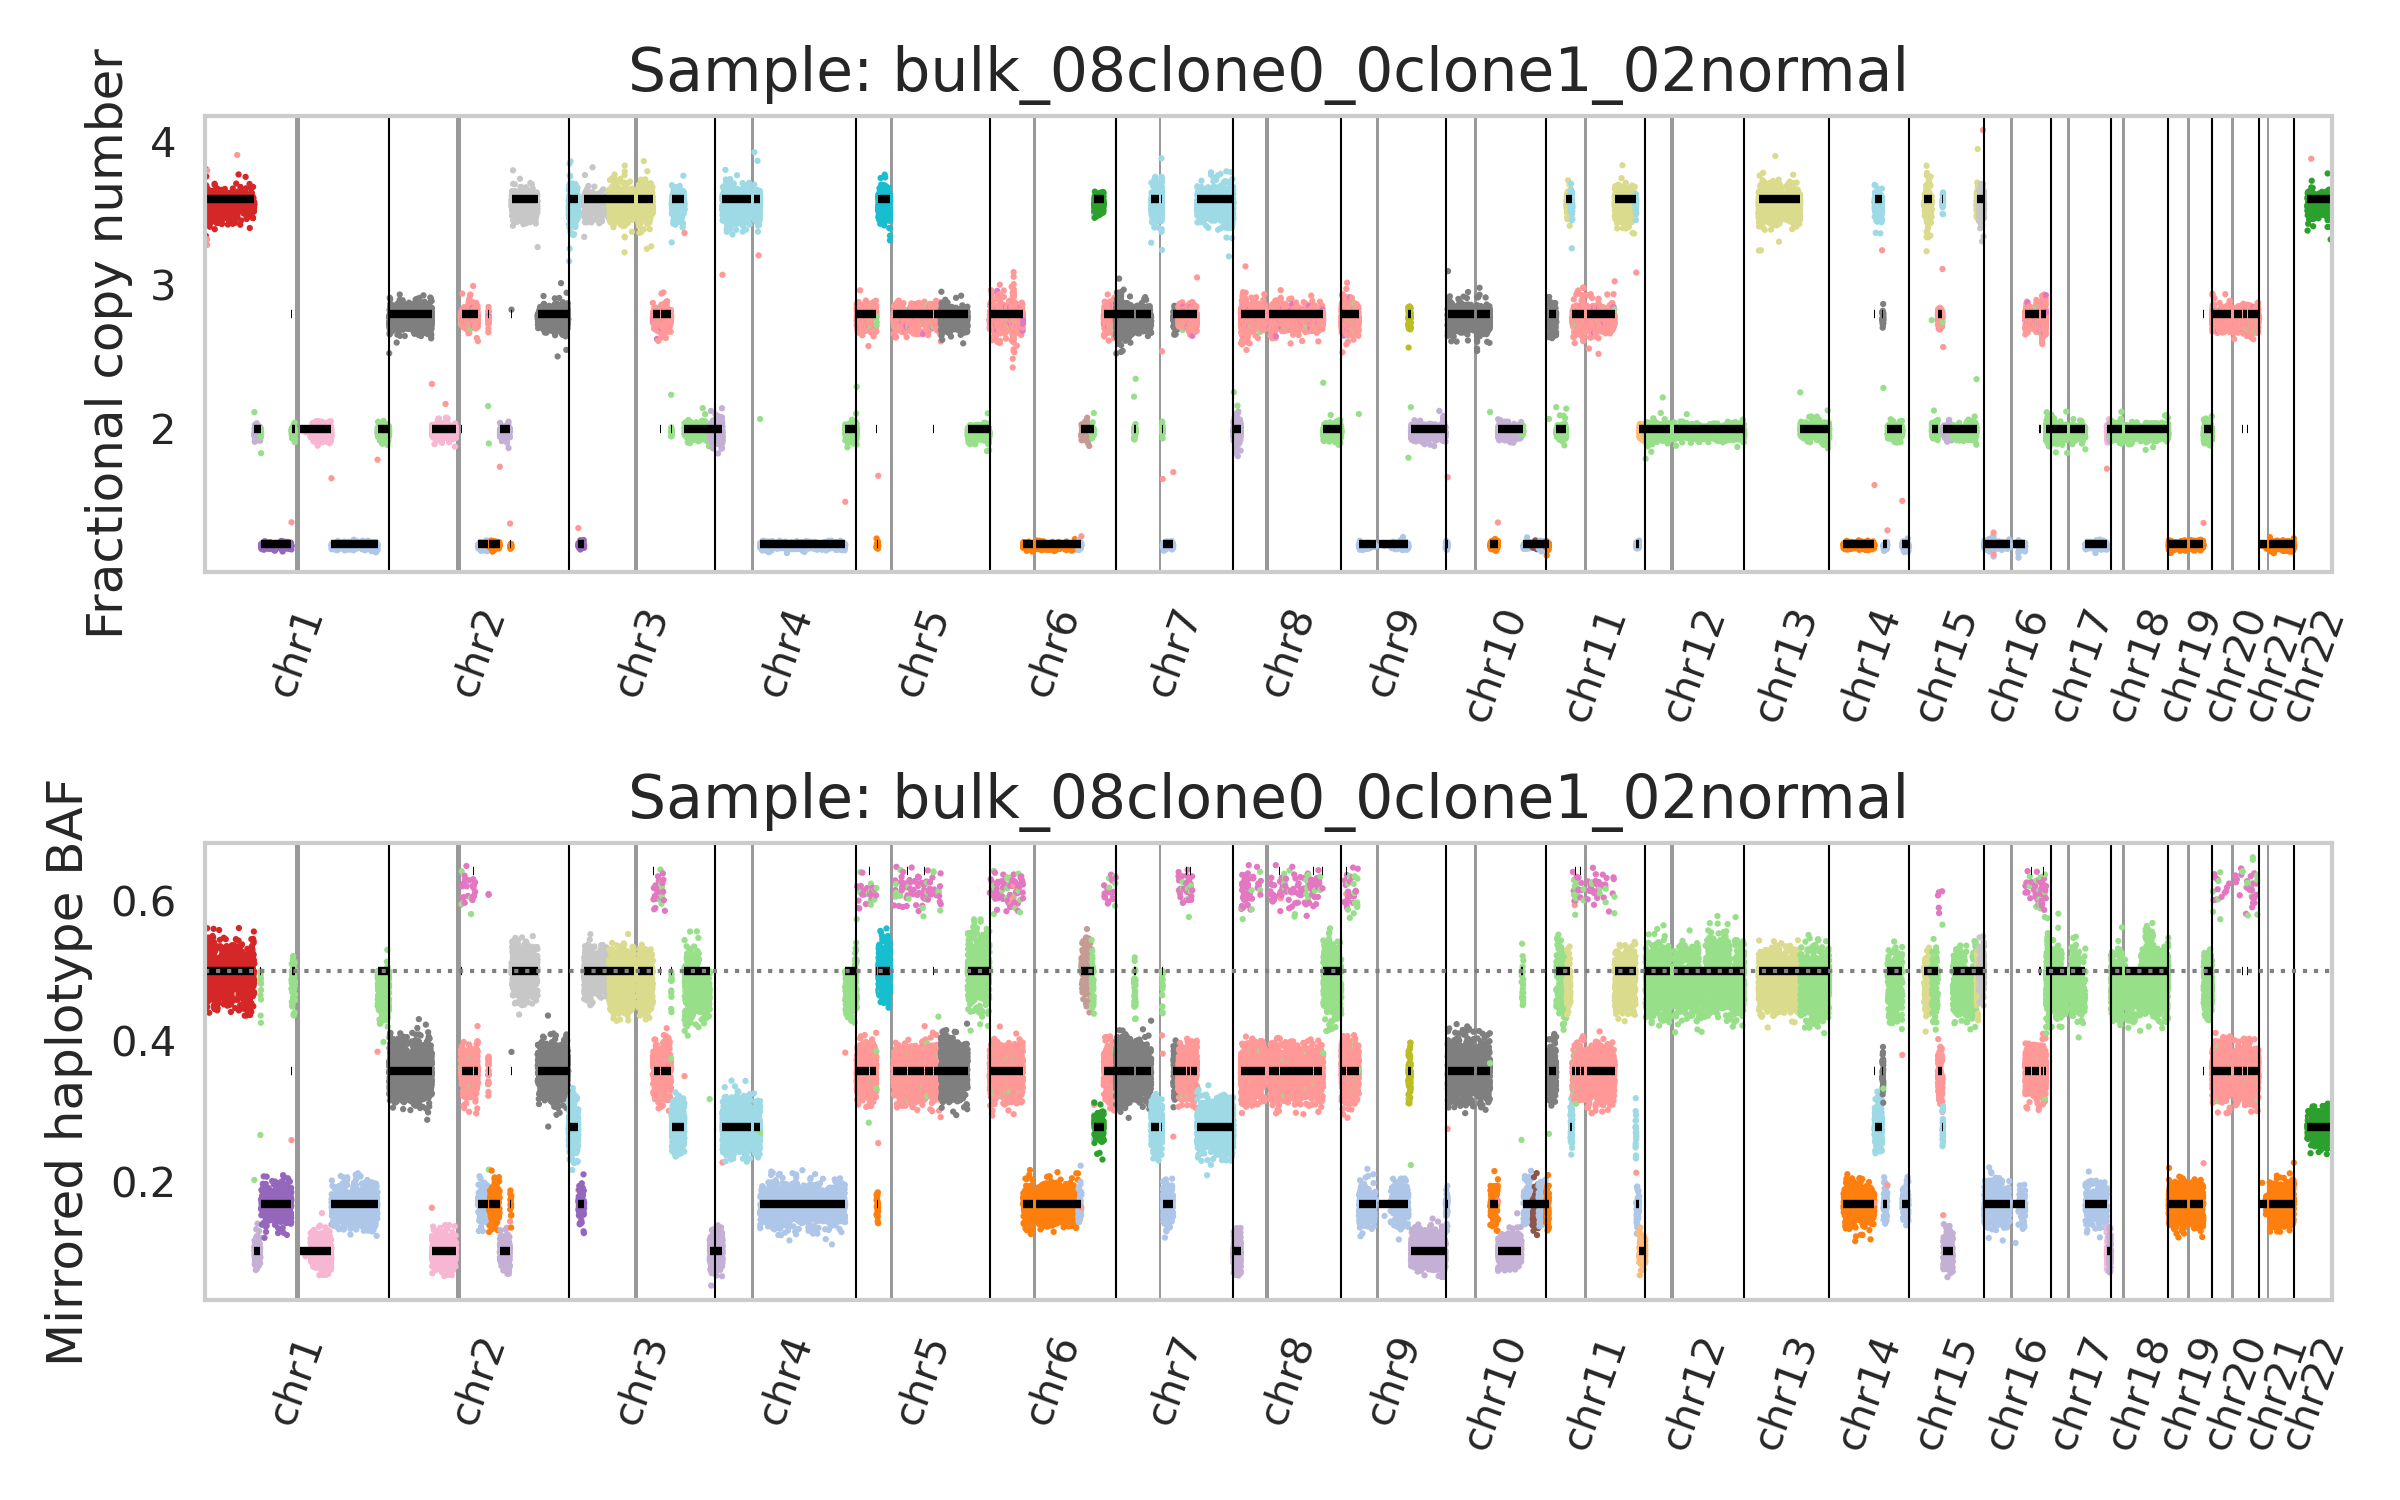 Sample: bulk_08clone0_0clone1_02normal
Fractional copy number
4
3
2
chr1
chr2
chr3
chr4
chr5
chr6
chr7
chr8
chr9
chr10
chr11
chr12
chr13
chr14
chr15
chr16
chr17
chr18
chr19
chr20
chr21
chr22
Sample: bulk_08clone0_0clone1_02normal
Mirrored haplotype BAF
0.6
0.4
0.2
chr1
chr2
chr3
chr4
chr5
chr6
chr7
chr8
chr9
chr10
chr11
chr12
chr13
chr14
chr15
chr16
chr17
chr18
chr19
chr20
chr21
chr22